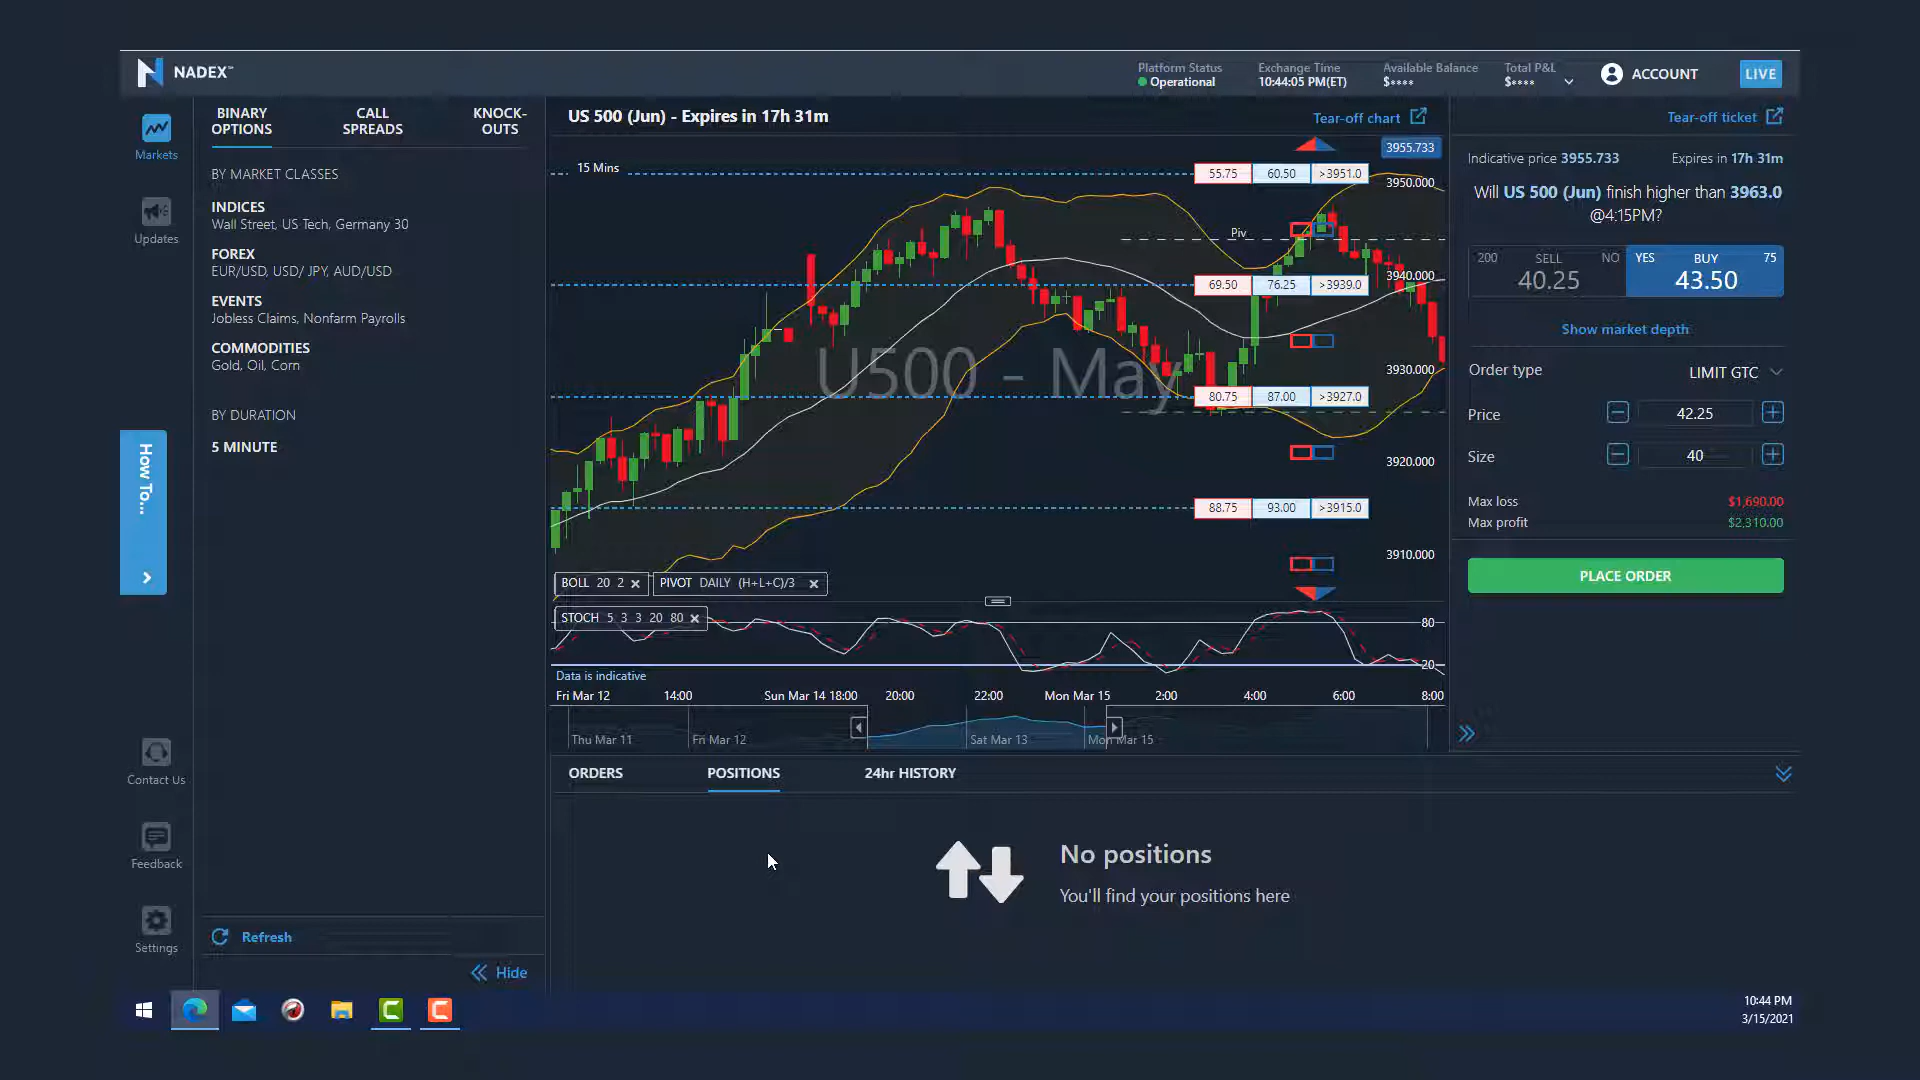 NADEX™
Platform Status
Operational
Exchange Time
10:44:05 PM(ET)
Available Balance
$****
Total P&L
$****
ACCOUNT
LIVE
Markets
Updates
How To...
Contact Us
Feedback
Settings
BINARY
OPTIONS
CALL
SPREADS
KNOCK-
OUTS
BY MARKET CLASSES
INDICES
Wall Street, US Tech, Germany 30
FOREX
EUR/USD, USD/ JPY, AUD/USD
EVENTS
Jobless Claims, Nonfarm Payrolls
COMMODITIES
Gold, Oil, Corn
BY DURATION
5 MINUTE
Refresh
Hide
US 500 (Jun) - Expires in 17h 31m
Tear-off chart
15 Mins
3955.733
55.75 60.50 >3951.0
3950.000
Piv
3940.000
69.50 76.25 >3939.0
U500 - May
3930.000
80.75 87.00 >3927.0
3920.000
88.75 93.00 >3915.0
3910.000
BOLL 20 2
PIVOT DAILY (H+L+C)/3
STOCH 5 3 3 20 80
80
20
Data is indicative
Fri Mar 12 14:00 Sun Mar 14 18:00 20:00 22:00 Mon Mar 15 2:00 4:00 6:00 8:00
Thu Mar 11 Fri Mar 12 Sat Mar 13 Mon Mar 15
Tear-off ticket
Indicative price 3955.733
Expires in 17h 31m
Will US 500 (Jun) finish higher than 3963.0
@4:15PM?
200 SELL NO
40.25
YES BUY 75
43.50
Show market depth
Order type LIMIT GTC
Price 42.25
Size 40
Max loss $1,690.00
Max profit $2,310.00
PLACE ORDER
ORDERS POSITIONS 24hr HISTORY
No positions
You'll find your positions here
10:44 PM
3/15/2021